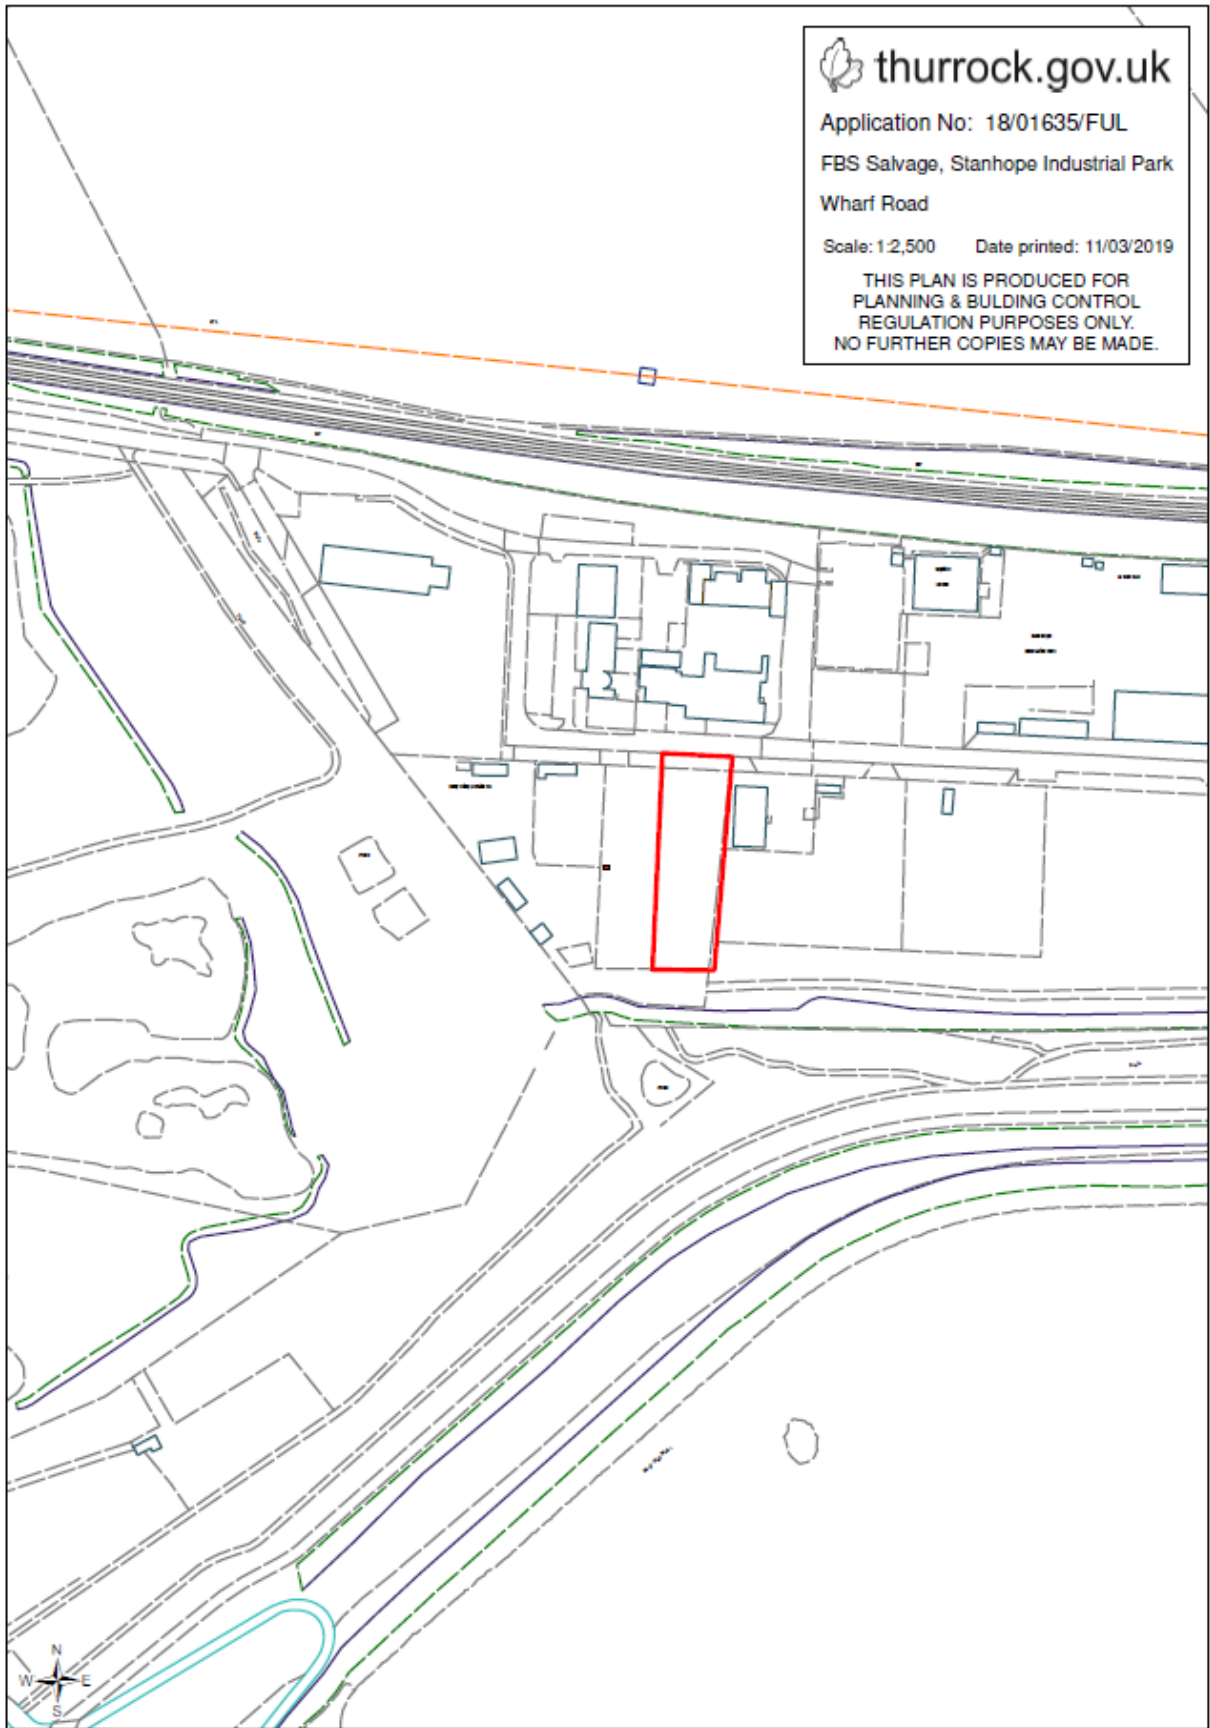 thurrock.gov.uk
Application No: 18/01635/FUL
FBS Salvage, Stanhope Industrial Park
Wharf Road
Scale: 1:2,500 Date printed: 11/03/2019
THIS PLAN IS PRODUCED FOR
PLANNING & BULDING CONTROL
REGULATION PURPOSES ONLY.
NO FURTHER COPIES MAY BE MADE.
N
W E
S